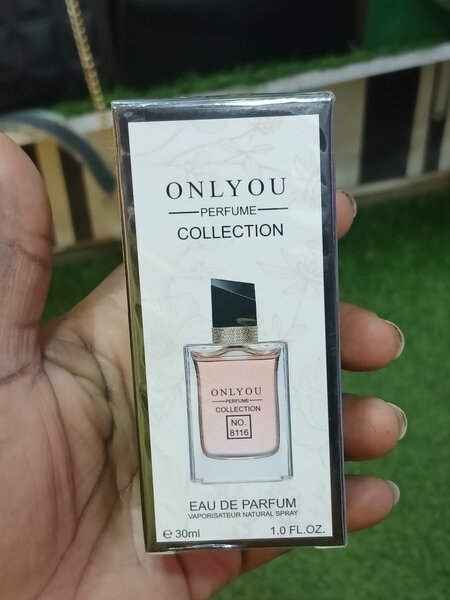 ONLYOU
PERFUME
COLLECTION
ONLYOU
PERFUME
COLLECTION
NO.
8116
EAU DE PARFUM
VAPORISATEUR NATURAL SPRAY
℮ 30ml 1.0 FL.OZ.